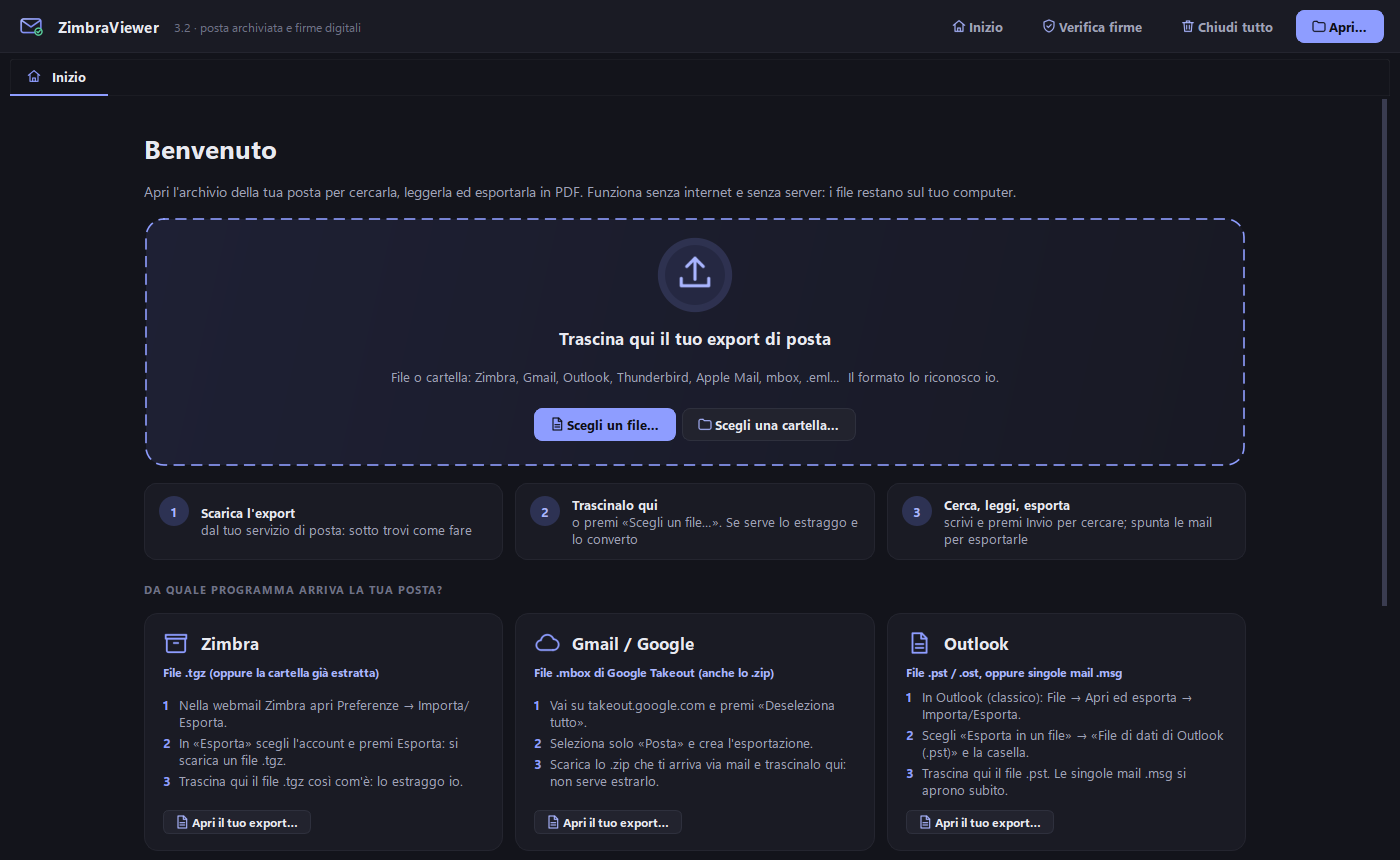 ZimbraViewer 3.2 · posta archiviata e firme digitali
Inizio
Verifica firme
Chiudi tutto
Apri...
Inizio
Benvenuto
Apri l'archivio della tua posta per cercarla, leggerla ed esportarla in PDF. Funziona senza internet e senza server: i file restano sul tuo computer.
Trascina qui il tuo export di posta
File o cartella: Zimbra, Gmail, Outlook, Thunderbird, Apple Mail, mbox, .eml... Il formato lo riconosco io.
Scegli un file...
Scegli una cartella...
1
Scarica l'export
dal tuo servizio di posta: sotto trovi come fare
2
Trascinalo qui
o premi «Scegli un file...». Se serve lo estraggo e
lo converto
3
Cerca, leggi, esporta
scrivi e premi Invio per cercare; spunta le mail
per esportarle
DA QUALE PROGRAMMA ARRIVA LA TUA POSTA?
Zimbra
File .tgz (oppure la cartella già estratta)
1 Nella webmail Zimbra apri Preferenze → Importa/
Esporta.
2 In «Esporta» scegli l'account e premi Esporta: si
scarica un file .tgz.
3 Trascina qui il file .tgz così com'è: lo estraggo io.
Apri il tuo export...
Gmail / Google
File .mbox di Google Takeout (anche lo .zip)
1 Vai su takeout.google.com e premi «Deseleziona
tutto».
2 Seleziona solo «Posta» e crea l'esportazione.
3 Scarica lo .zip che ti arriva via mail e trascinalo qui:
non serve estrarlo.
Apri il tuo export...
Outlook
File .pst / .ost, oppure singole mail .msg
1 In Outlook (classico): File → Apri ed esporta →
Importa/Esporta.
2 Scegli «Esporta in un file» → «File di dati di Outlook
(.pst)» e la casella.
3 Trascina qui il file .pst. Le singole mail .msg si
aprono subito.
Apri il tuo export...